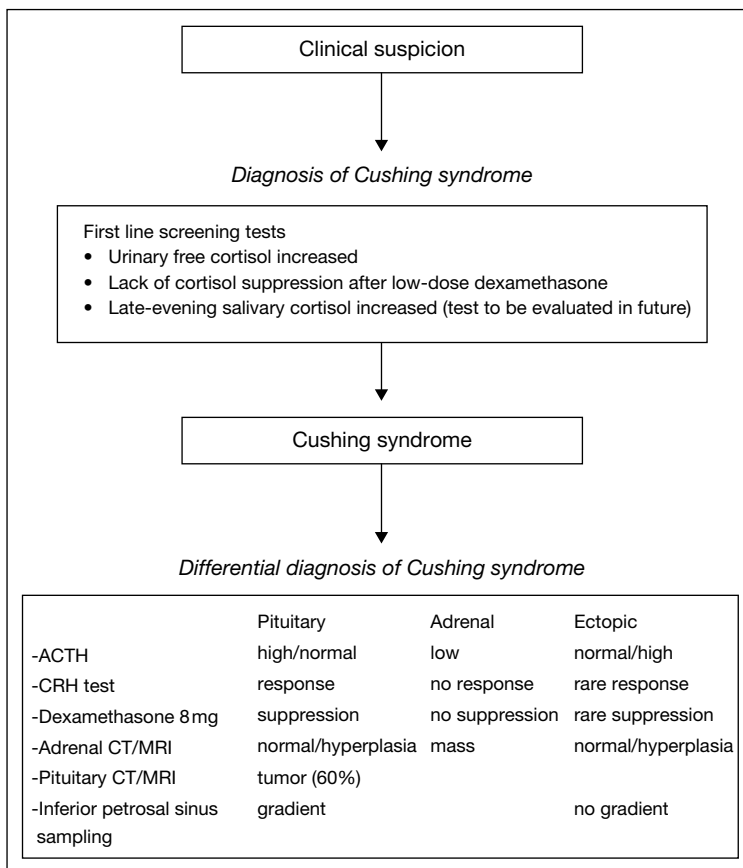 Clinical suspicion
Diagnosis of Cushing syndrome
First line screening tests
• Urinary free cortisol increased
• Lack of cortisol suppression after low-dose dexamethasone
• Late-evening salivary cortisol increased (test to be evaluated in future)
Cushing syndrome
Differential diagnosis of Cushing syndrome
Pituitary Adrenal Ectopic
-ACTH high/normal low normal/high
-CRH test response no response rare response
-Dexamethasone 8 mg suppression no suppression rare suppression
-Adrenal CT/MRI normal/hyperplasia mass normal/hyperplasia
-Pituitary CT/MRI tumor (60%)
-Inferior petrosal sinus gradient no gradient
sampling